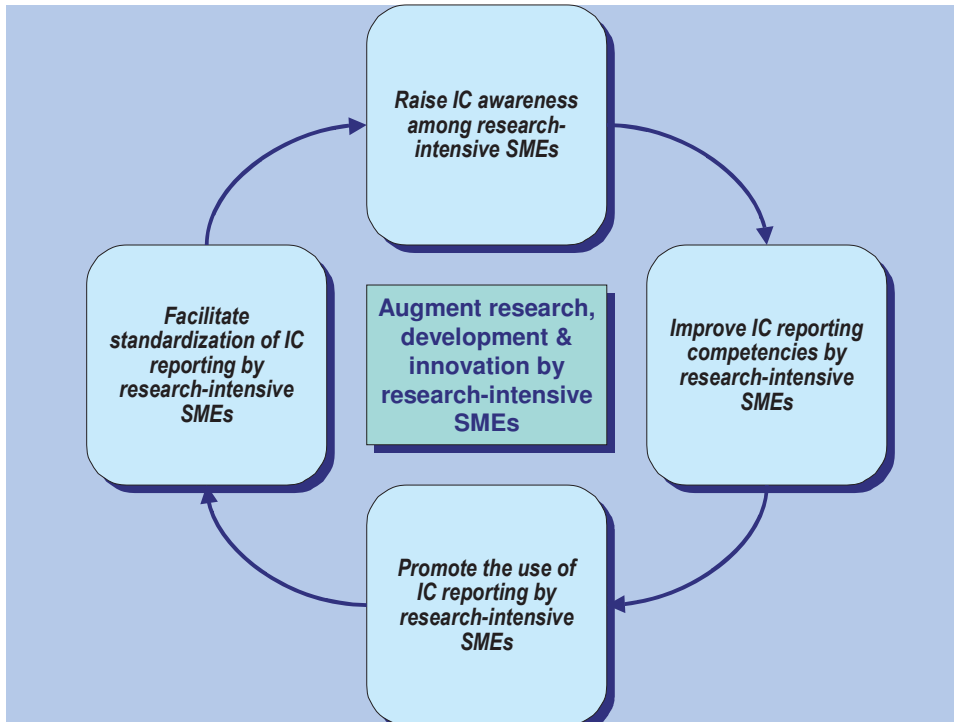 Raise IC awareness
among research-
intensive SMEs
Facilitate
standardization of IC
reporting by
research-intensive
SMEs
Augment research,
development &
innovation by
research-intensive
SMEs
Improve IC reporting
competencies by
research-intensive
SMEs
Promote the use of
IC reporting by
research-intensive
SMEs